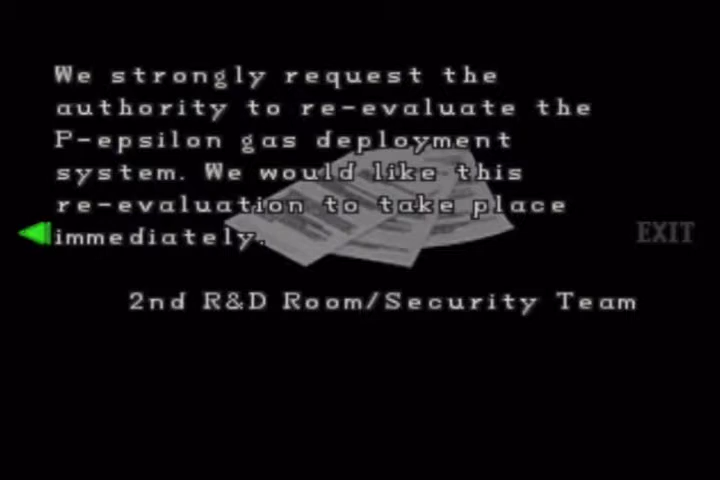 We strongly request the
authority to re-evaluate the
P-epsilon gas deployment
system. We would like this
re-evaluation to take place
immediately.
EXIT
2nd R&D Room/Security Team